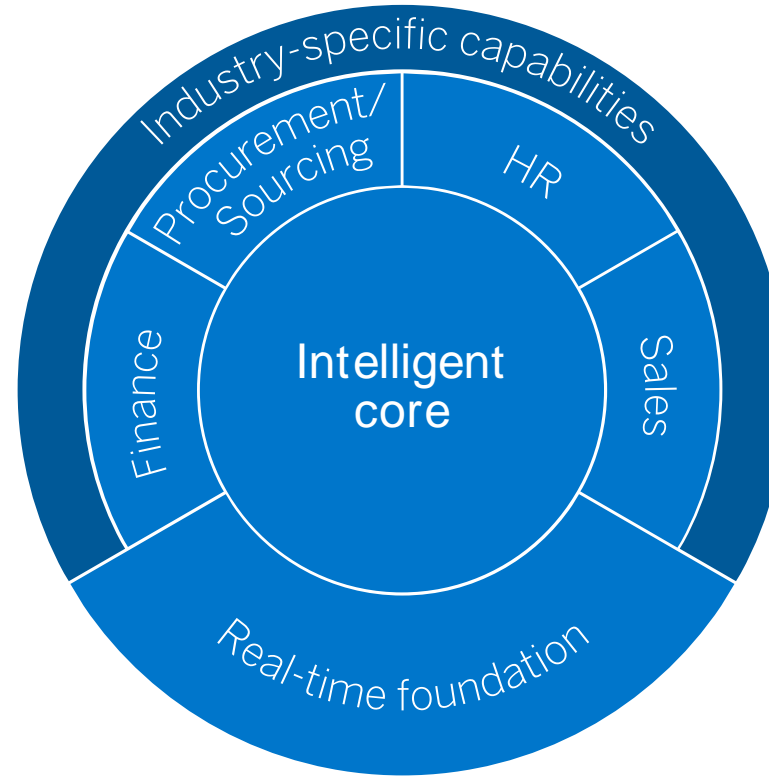 Industry-specific capabilities
Procurement/
Sourcing
HR
Finance
Intelligent
core
Sales
Real-time foundation